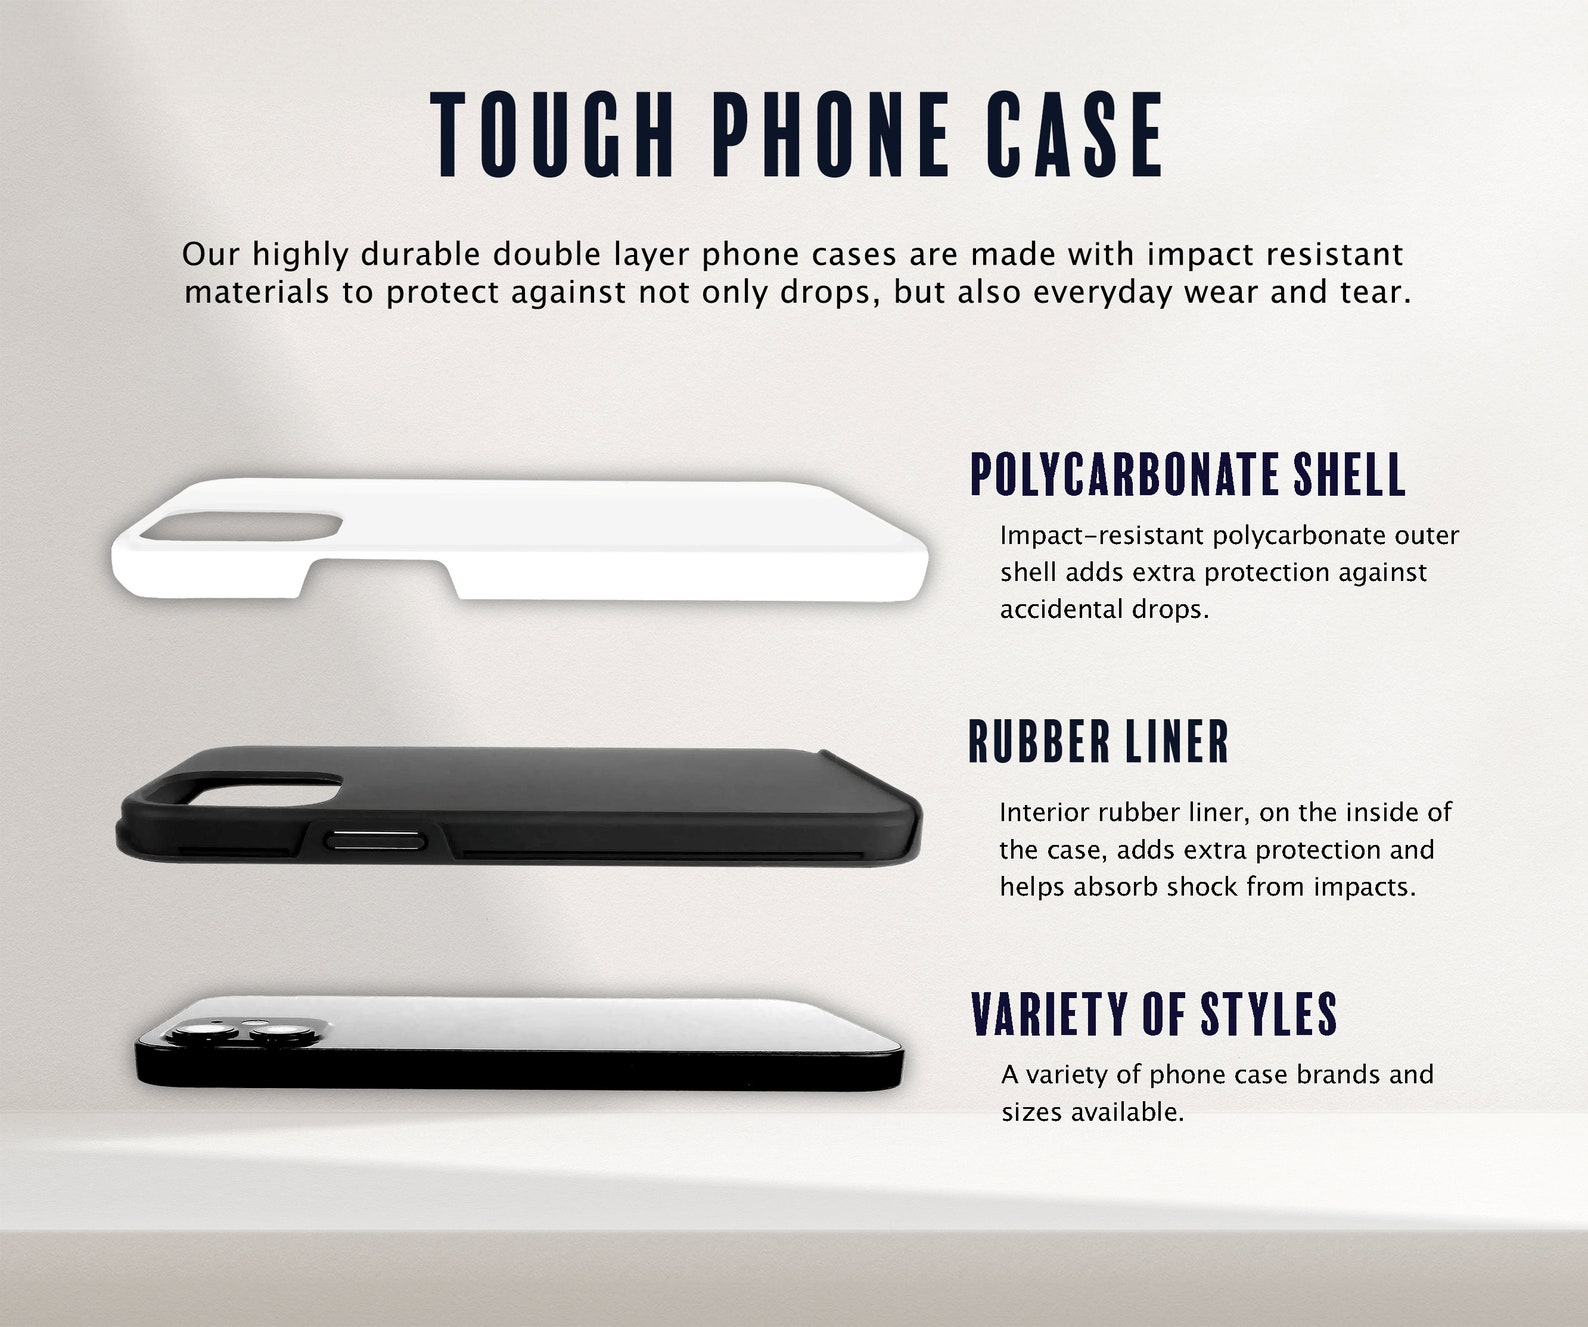 TOUGH PHONE CASE
Our highly durable double layer phone cases are made with impact resistant
materials to protect against not only drops, but also everyday wear and tear.
POLYCARBONATE SHELL
Impact-resistant polycarbonate outer
shell adds extra protection against
accidental drops.
RUBBER LINER
Interior rubber liner, on the inside of
the case, adds extra protection and
helps absorb shock from impacts.
VARIETY OF STYLES
A variety of phone case brands and
sizes available.